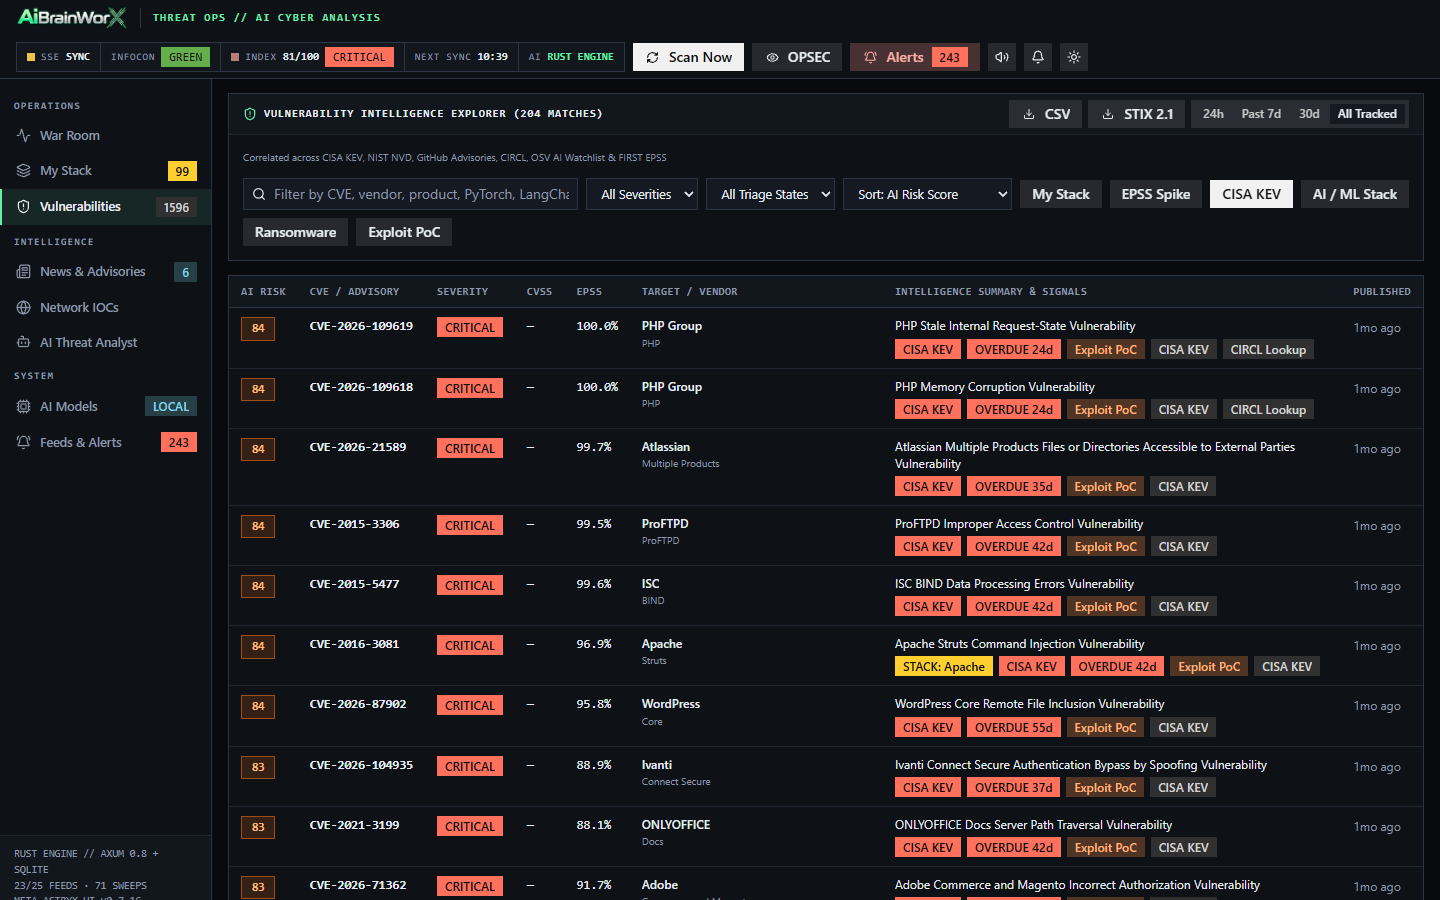 AiBrainWorX
THREAT OPS // AI CYBER ANALYSIS
SSE SYNC
INFOCON GREEN
INDEX 81/100 CRITICAL
NEXT SYNC 10:39
AI RUST ENGINE
Scan Now
OPSEC
Alerts 243
OPERATIONS
War Room
My Stack 99
Vulnerabilities 1596
INTELLIGENCE
News & Advisories 6
Network IOCs
AI Threat Analyst
SYSTEM
AI Models LOCAL
Feeds & Alerts 243
RUST ENGINE // AXUM 0.8 +
SQLITE
23/25 FEEDS · 71 SWEEPS
VULNERABILITY INTELLIGENCE EXPLORER (204 MATCHES)
CSV
STIX 2.1
24h Past 7d 30d All Tracked
Correlated across CISA KEV, NIST NVD, GitHub Advisories, CIRCL, OSV AI Watchlist & FIRST EPSS
Filter by CVE, vendor, product, PyTorch, LangCha
All Severities
All Triage States
Sort: AI Risk Score
My Stack
EPSS Spike
CISA KEV
AI / ML Stack
Ransomware
Exploit PoC
AI RISK CVE / ADVISORY SEVERITY CVSS EPSS TARGET / VENDOR INTELLIGENCE SUMMARY & SIGNALS PUBLISHED
84 CVE-2026-109619 CRITICAL — 100.0% PHP Group PHP Stale Internal Request-State Vulnerability 1mo ago
PHP CISA KEV OVERDUE 24d Exploit PoC CISA KEV CIRCL Lookup
84 CVE-2026-109618 CRITICAL — 100.0% PHP Group PHP Memory Corruption Vulnerability 1mo ago
PHP CISA KEV OVERDUE 24d Exploit PoC CISA KEV CIRCL Lookup
84 CVE-2026-21589 CRITICAL — 99.7% Atlassian Atlassian Multiple Products Files or Directories Accessible to External Parties 1mo ago
Multiple Products Vulnerability
CISA KEV OVERDUE 35d Exploit PoC CISA KEV
84 CVE-2015-3306 CRITICAL — 99.5% ProFTPD ProFTPD Improper Access Control Vulnerability 1mo ago
ProFTPD CISA KEV OVERDUE 42d Exploit PoC CISA KEV
84 CVE-2015-5477 CRITICAL — 99.6% ISC ISC BIND Data Processing Errors Vulnerability 1mo ago
BIND CISA KEV OVERDUE 42d Exploit PoC CISA KEV
84 CVE-2016-3081 CRITICAL — 96.9% Apache Apache Struts Command Injection Vulnerability 1mo ago
Struts STACK: Apache CISA KEV OVERDUE 42d Exploit PoC CISA KEV
84 CVE-2026-87902 CRITICAL — 95.8% WordPress WordPress Core Remote File Inclusion Vulnerability 1mo ago
Core CISA KEV OVERDUE 55d Exploit PoC CISA KEV
83 CVE-2026-104935 CRITICAL — 88.9% Ivanti Ivanti Connect Secure Authentication Bypass by Spoofing Vulnerability 1mo ago
Connect Secure CISA KEV OVERDUE 37d Exploit PoC CISA KEV
83 CVE-2021-3199 CRITICAL — 88.1% ONLYOFFICE ONLYOFFICE Docs Server Path Traversal Vulnerability 1mo ago
Docs CISA KEV OVERDUE 42d Exploit PoC CISA KEV
83 CVE-2026-71362 CRITICAL — 91.7% Adobe Adobe Commerce and Magento Incorrect Authorization Vulnerability 1mo ago